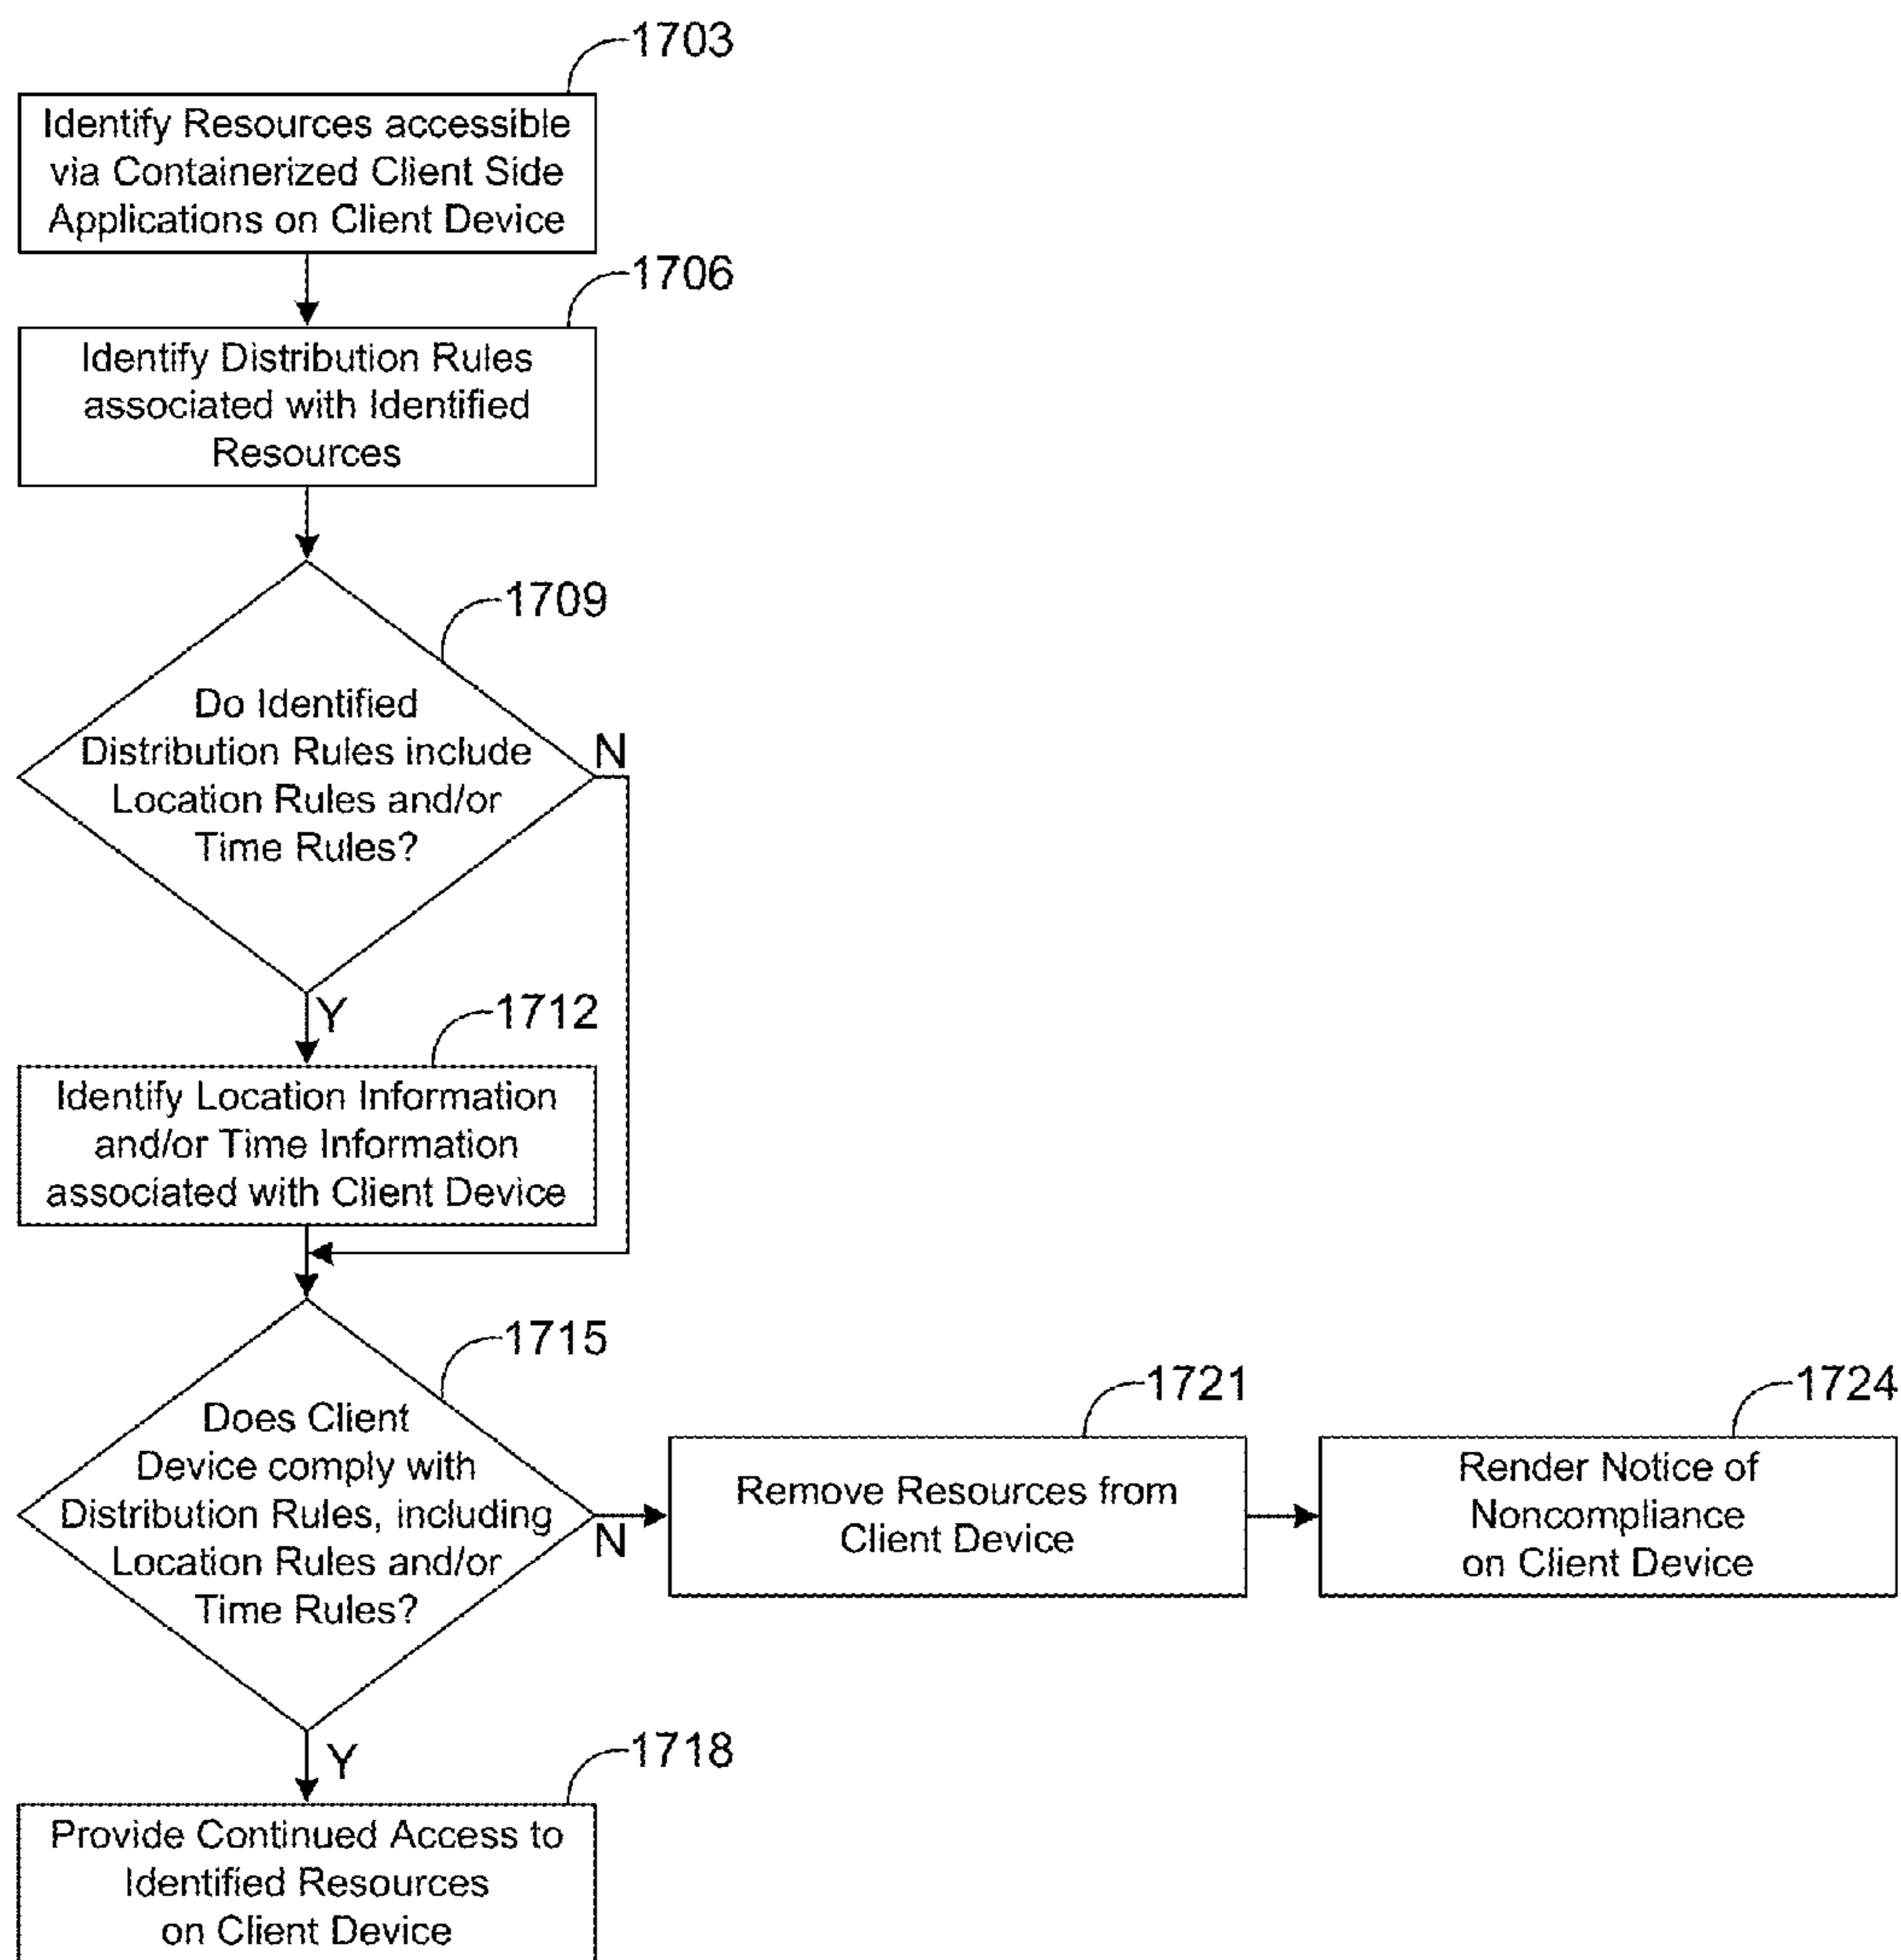 1703
Identify Resources accessible
via Containerized Client Side
Applications on Client Device
1706
Identify Distribution Rules
associated with Identified
Resources
1709
Do Identified
Distribution Rules include
Location Rules and/or
Time Rules?
N
Y
1712
Identify Location Information
and/or Time Information
associated with Client Device
1715
Does Client
Device comply with
Distribution Rules, including
Location Rules and/or
Time Rules?
N
1721
Remove Resources from
Client Device
1724
Render Notice of
Noncompliance
on Client Device
Y
1718
Provide Continued Access to
Identified Resources
on Client Device